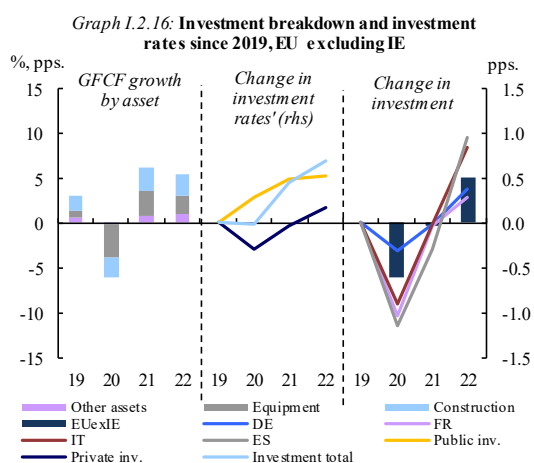 Graph I.2.16: Investment breakdown and investment
rates since 2019, EU excluding IE
%, pps.
pps.
GFCF growth
by asset
Change in
investment
rates' (rhs)
Change in
investment
15
10
5
0
-5
-10
-15
1.5
1.0
0.5
0.0
-0.5
-1.0
-1.5
19 20 21 22 19 20 21 22 19 20 21 22
Other assets Equipment Construction
EUexIE DE FR
IT ES Public inv.
Private inv. Investment total